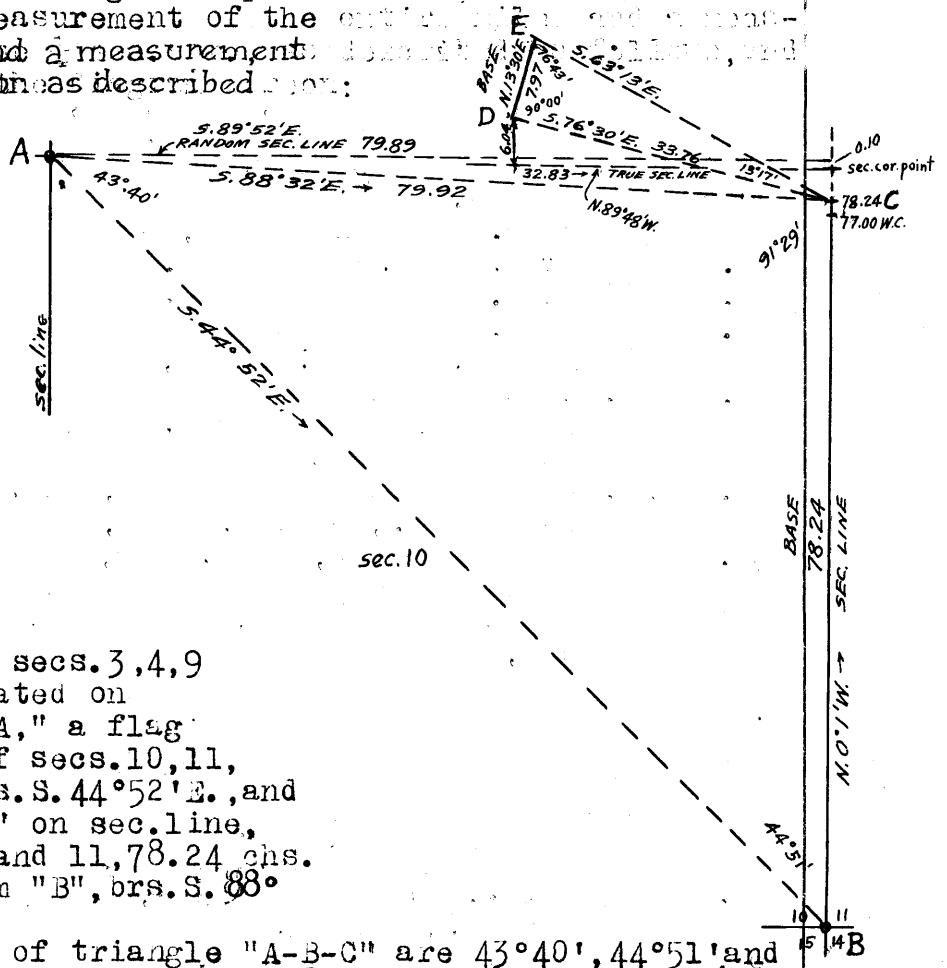 easurement of the
d a measurement
on as described
E
S. 63°13' E.
76°43'
BASE
N. 13°30' E.
7.97
D
90°00'
S. 76°30' E. 33.76
6.04
S. 89°52' E.
RANDOM SEC. LINE 79.89
0.10
A
sec. cor. point
13°17'
32.83 → TRUE SEC. LINE
43°40'
S. 88°32' E. → 79.92
N. 89°48' W.
78.24 C
77.00 W.C.
91°29'
sec. line
S. 44° 52' E. →
BASE
78.24
N. 0°1' W. → SEC. LINE
sec. 10
secs. 3, 4, 9
ated on
A," a flag
f secs. 10, 11,
s. S. 44°52' E., and
' on sec. line,
and 11, 78.24 chs.
m "B", brs. S. 88°
44°51'
10 11
15 14 B
of triangle "A-B-C" are 43°40', 44°51' and